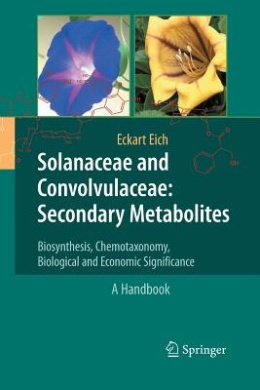 Eckart Eich
Solanaceae and
Convolvulaceae:
Secondary Metabolites
Biosynthesis, Chemotaxonomy,
Biological and Economic Significance
A Handbook
Springer